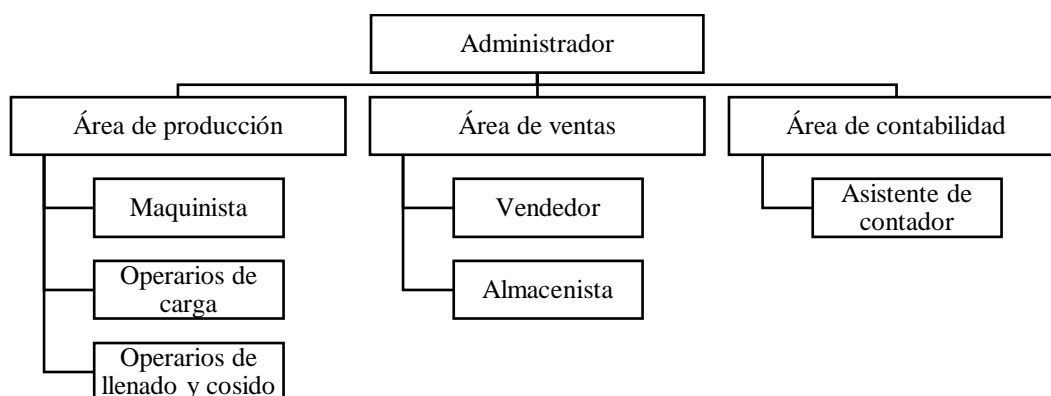 Administrador
Área de producción
Área de ventas
Área de contabilidad
Maquinista
Vendedor
Asistente de
contador
Operarios de
carga
Almacenista
Operarios de
llenado y cosido